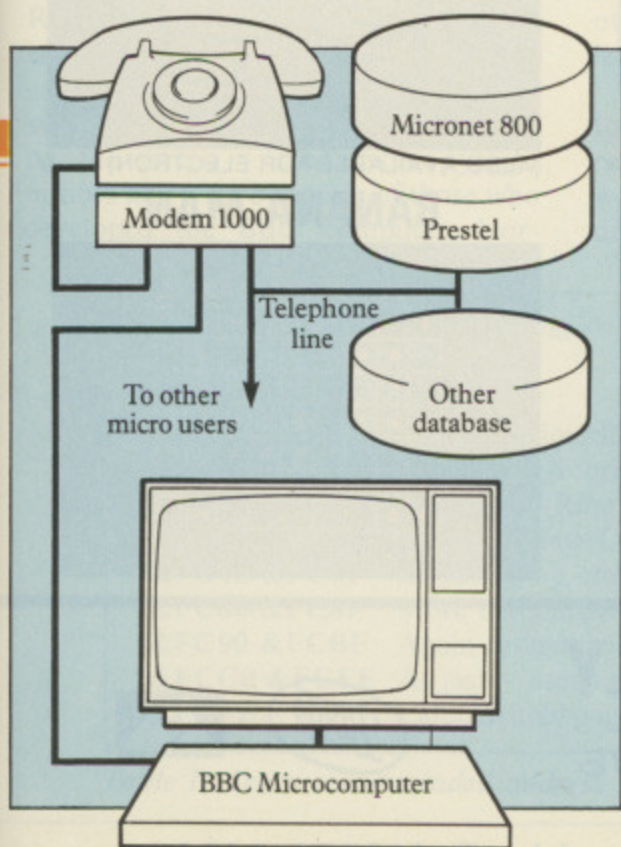 Micronet 800
Modem 1000
Prestel
Telephone
line
To other
micro users
Other
database
BBC Microcomputer